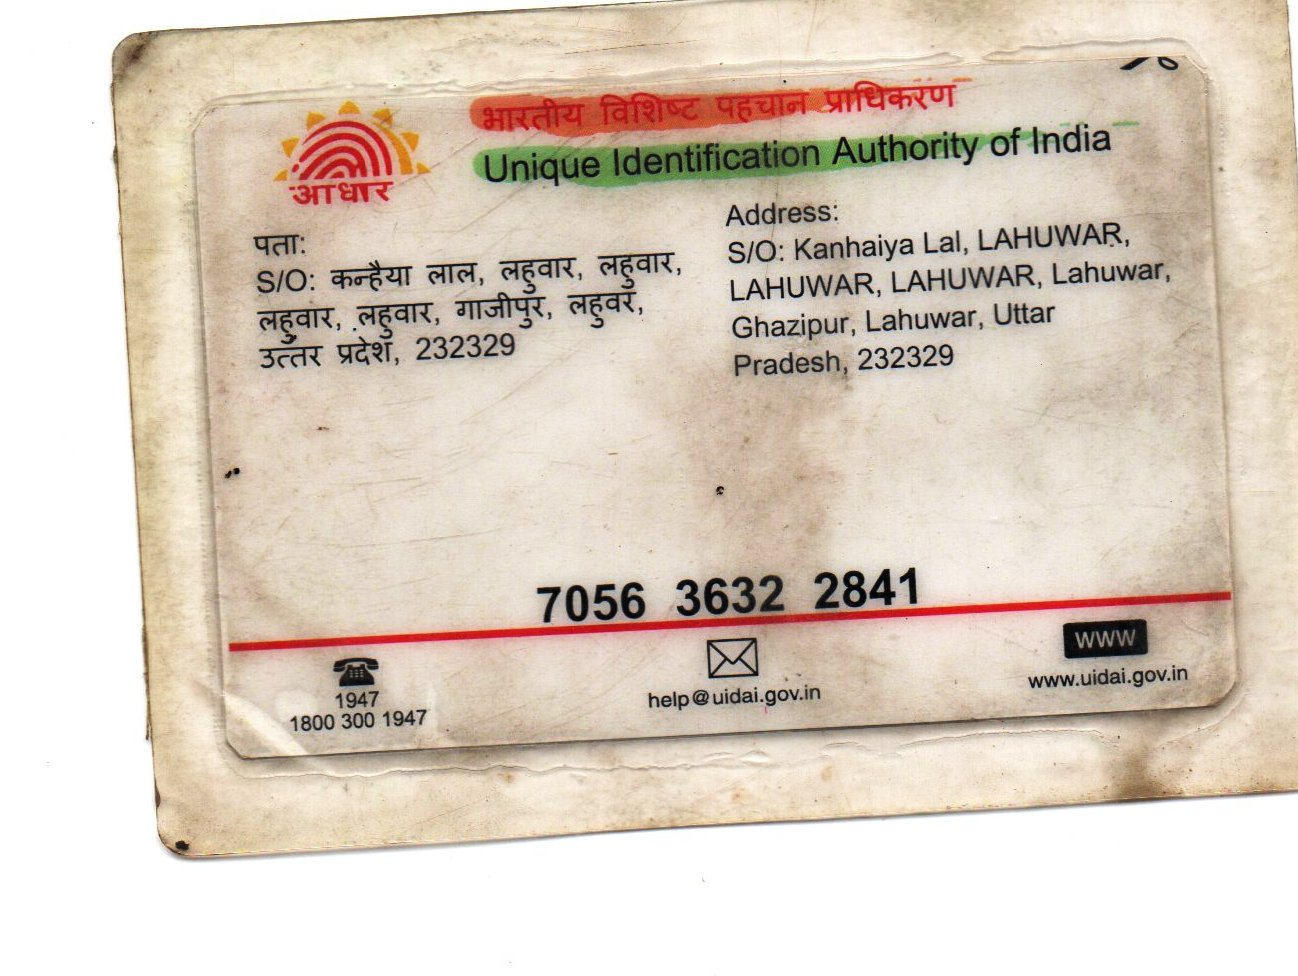 भारतीय विशिष्ट पहचान प्राधिकरण
Unique Identification Authority of India
आधार
पता:
S/O: कन्हैया लाल, लहुवार, लहुवार,
लहुवार, लहुवार, गाजीपुर, लहुवर,
उत्तर प्रदेश, 232329
Address:
S/O: Kanhaiya Lal, LAHUWAR,
LAHUWAR, LAHUWAR, Lahuwar,
Ghazipur, Lahuwar, Uttar
Pradesh, 232329
7056 3632 2841
1947
1800 300 1947
help@uidai.gov.in
WWW
www.uidai.gov.in